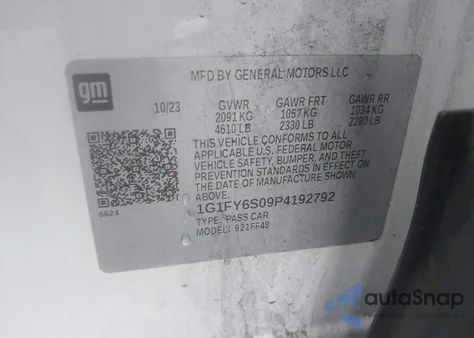 gm
MFD BY GENERAL MOTORS LLC
10/23 GVWR GAWR FRT GAWR RR
2091 KG 1057 KG 1034 KG
4610 LB 2330 LB 2280 LB
THIS VEHICLE CONFORMS TO ALL
APPLICABLE U.S. FEDERAL MOTOR
VEHICLE SAFETY, BUMPER, AND THEFT
PREVENTION STANDARDS IN EFFECT
ON THE DATE OF MANUFACTURE SHOWN
ABOVE.
8624
1G1FY6S09P4192792
TYPE: PASS CAR
MODEL: 921FF48
autoSnap
Powered by AutoBidMaster